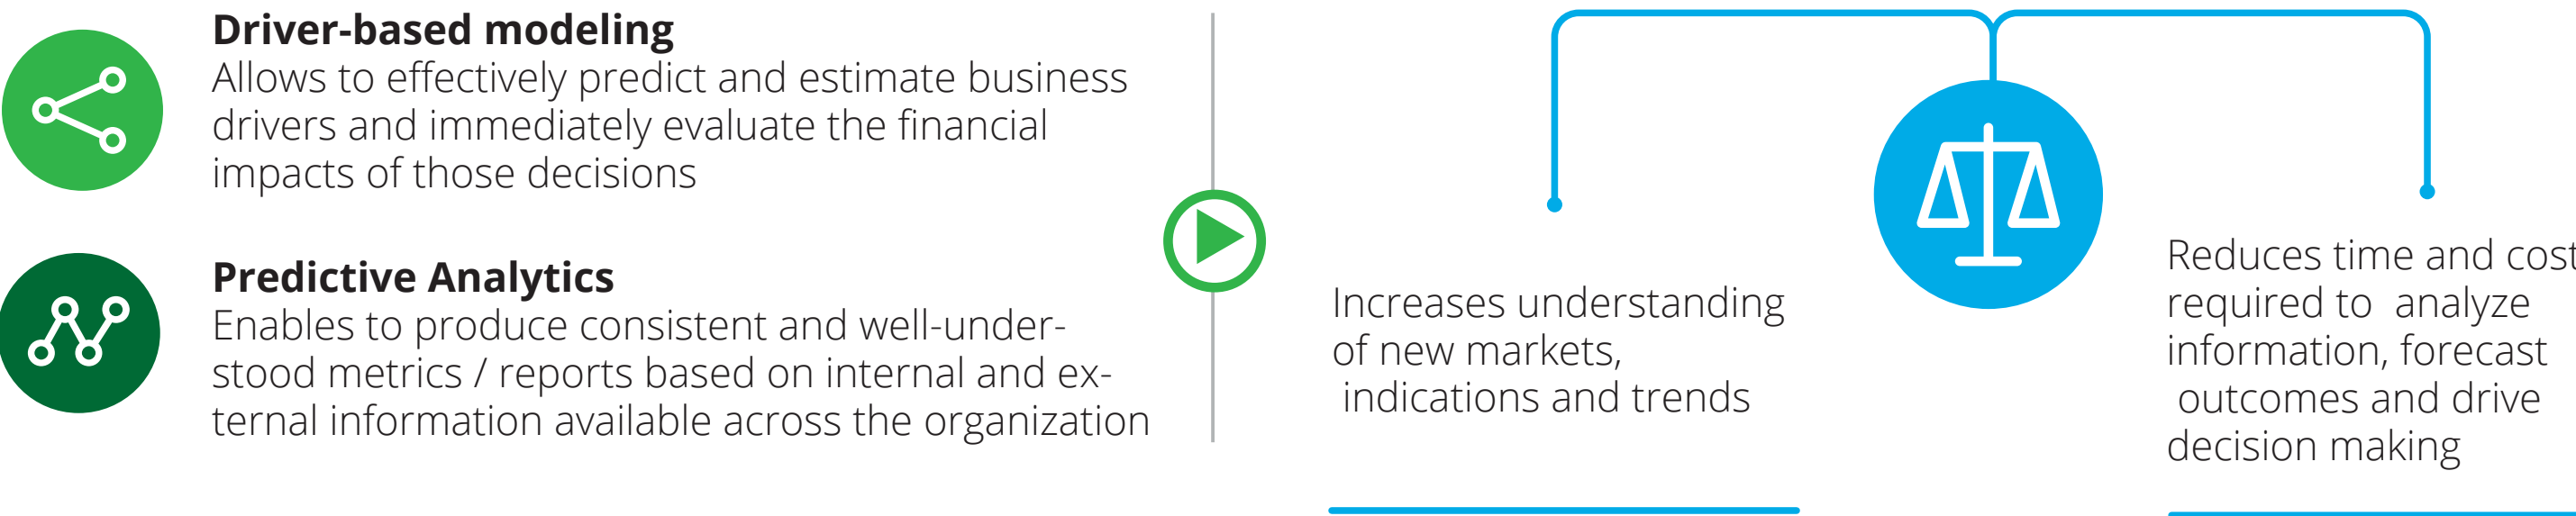 Driver-based modeling
Allows to effectively predict and estimate business
drivers and immediately evaluate the financial
impacts of those decisions
Predictive Analytics
Enables to produce consistent and well-under-
stood metrics / reports based on internal and ex-
ternal information available across the organization
Increases understanding
of new markets,
indications and trends
Reduces time and cost
required to analyze
information, forecast
outcomes and drive
decision making